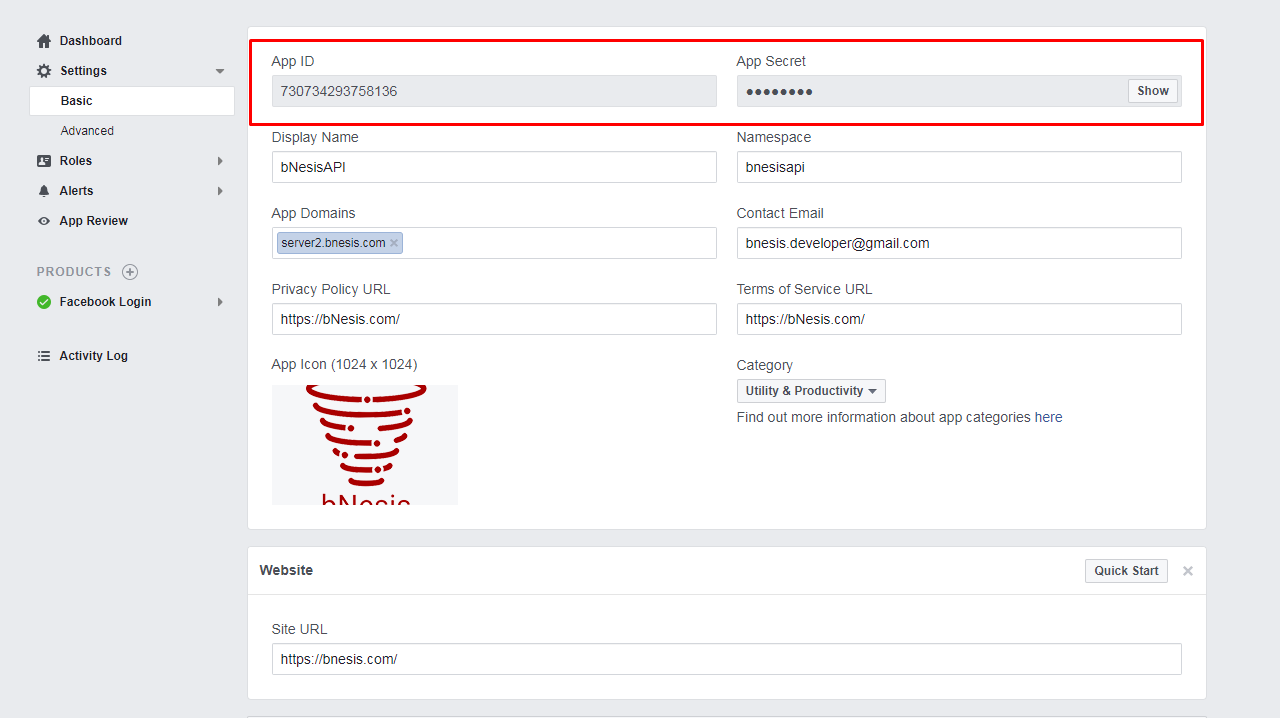 Dashboard
Settings
Basic
Advanced
Roles
Alerts
App Review
PRODUCTS
Facebook Login
Activity Log
App ID
730734293758136
App Secret
●●●●●●●●
Show
Display Name
bNesisAPI
Namespace
bnesisapi
App Domains
server2.bnesis.com
Contact Email
bnesis.developer@gmail.com
Privacy Policy URL
https://bNesis.com/
Terms of Service URL
https://bNesis.com/
App Icon (1024 x 1024)
bNesis
Category
Utility & Productivity
Find out more information about app categories here
Website
Quick Start
Site URL
https://bnesis.com/